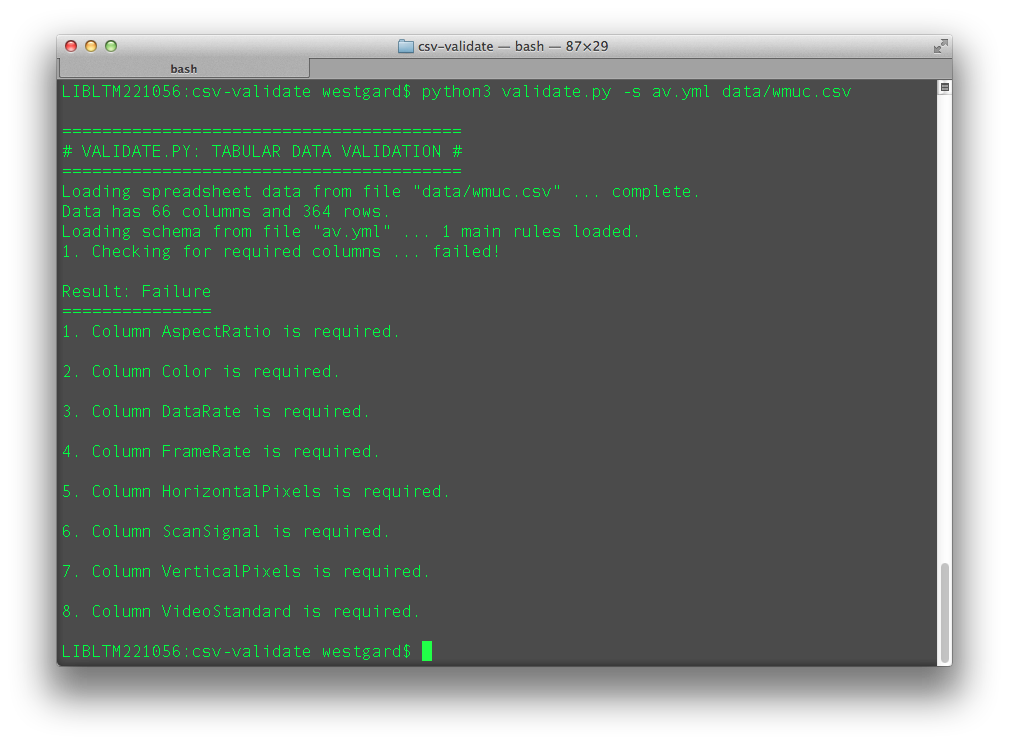 csv-validate — bash — 87×29
bash
LIBLTM221056:csv-validate westgard$ python3 validate.py -s av.yml data/wmuc.csv
========================================
# VALIDATE.PY: TABULAR DATA VALIDATION #
========================================
Loading spreadsheet data from file "data/wmuc.csv" ... complete.
Data has 66 columns and 364 rows.
Loading schema from file "av.yml" ... 1 main rules loaded.
1. Checking for required columns ... failed!
Result: Failure
===============
1. Column AspectRatio is required.
2. Column Color is required.
3. Column DataRate is required.
4. Column FrameRate is required.
5. Column HorizontalPixels is required.
6. Column ScanSignal is required.
7. Column VerticalPixels is required.
8. Column VideoStandard is required.
LIBLTM221056:csv-validate westgard$